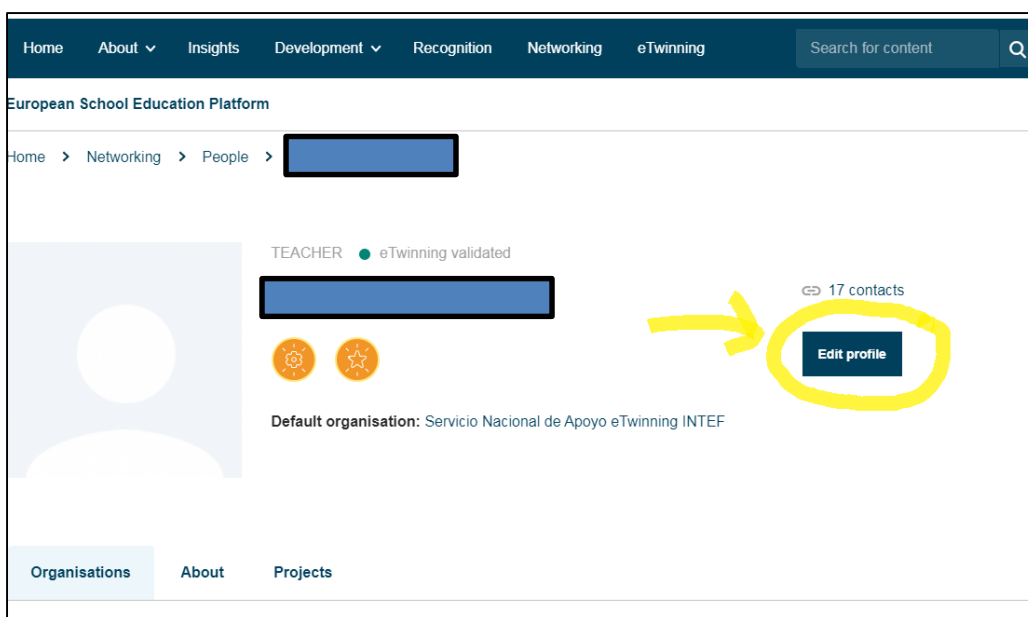 Home About Insights Development Recognition Networking eTwinning Search for content
European School Education Platform
Home > Networking > People >
TEACHER eTwinning validated
17 contacts
Edit profile
Default organisation: Servicio Nacional de Apoyo eTwinning INTEF
Organisations About Projects